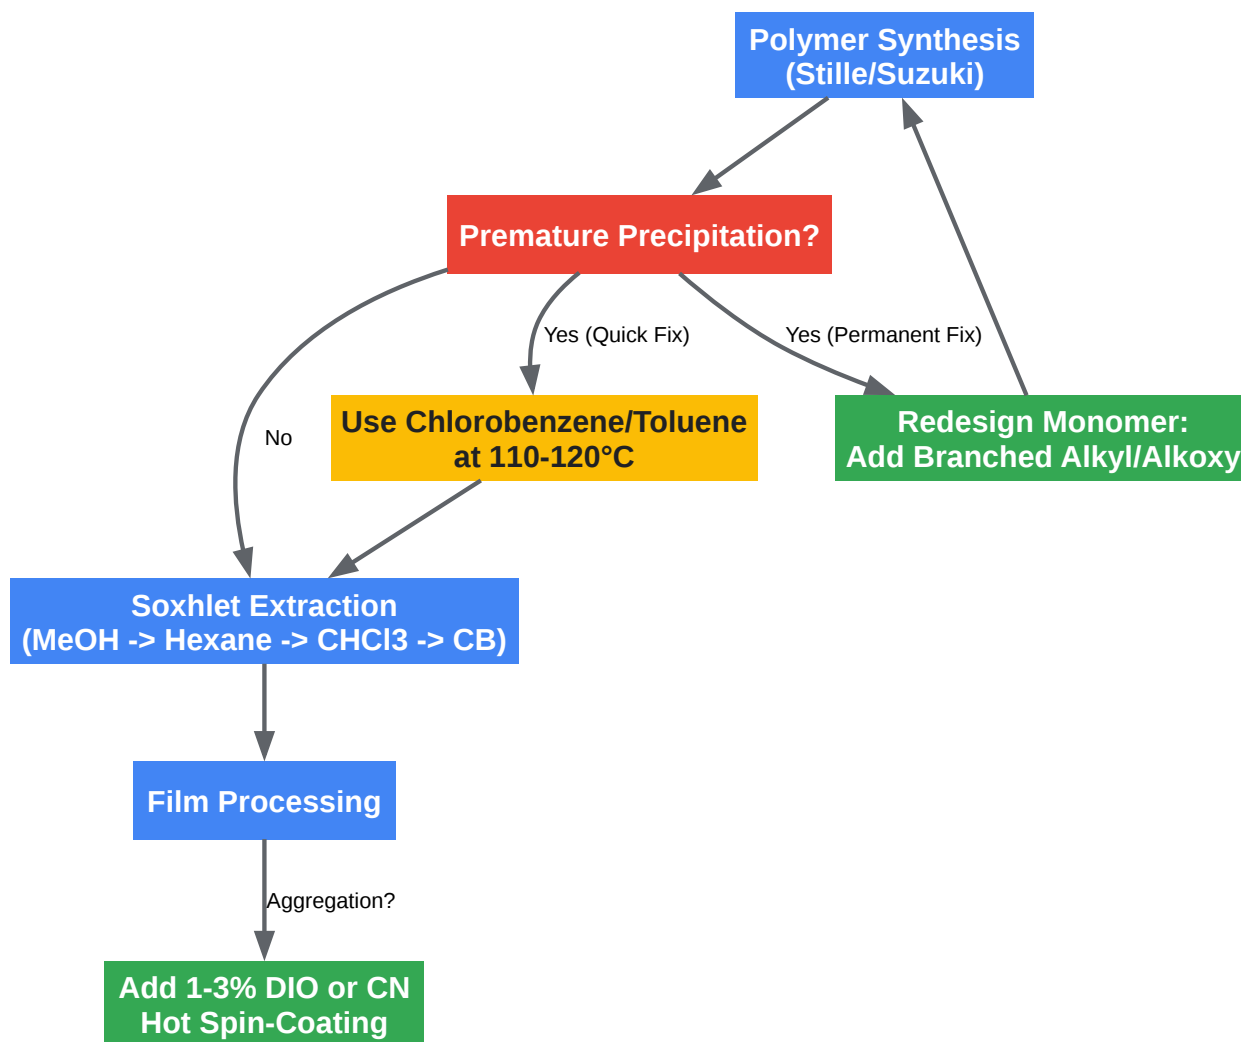 Polymer Synthesis
(Stille/Suzuki)
Premature Precipitation?
Yes (Quick Fix)
Yes (Permanent Fix)
No
Use Chlorobenzene/Toluene
at 110-120°C
Redesign Monomer:
Add Branched Alkyl/Alkoxy
Soxhlet Extraction
(MeOH -> Hexane -> CHCl3 -> CB)
Film Processing
Aggregation?
Add 1-3% DIO or CN
Hot Spin-Coating